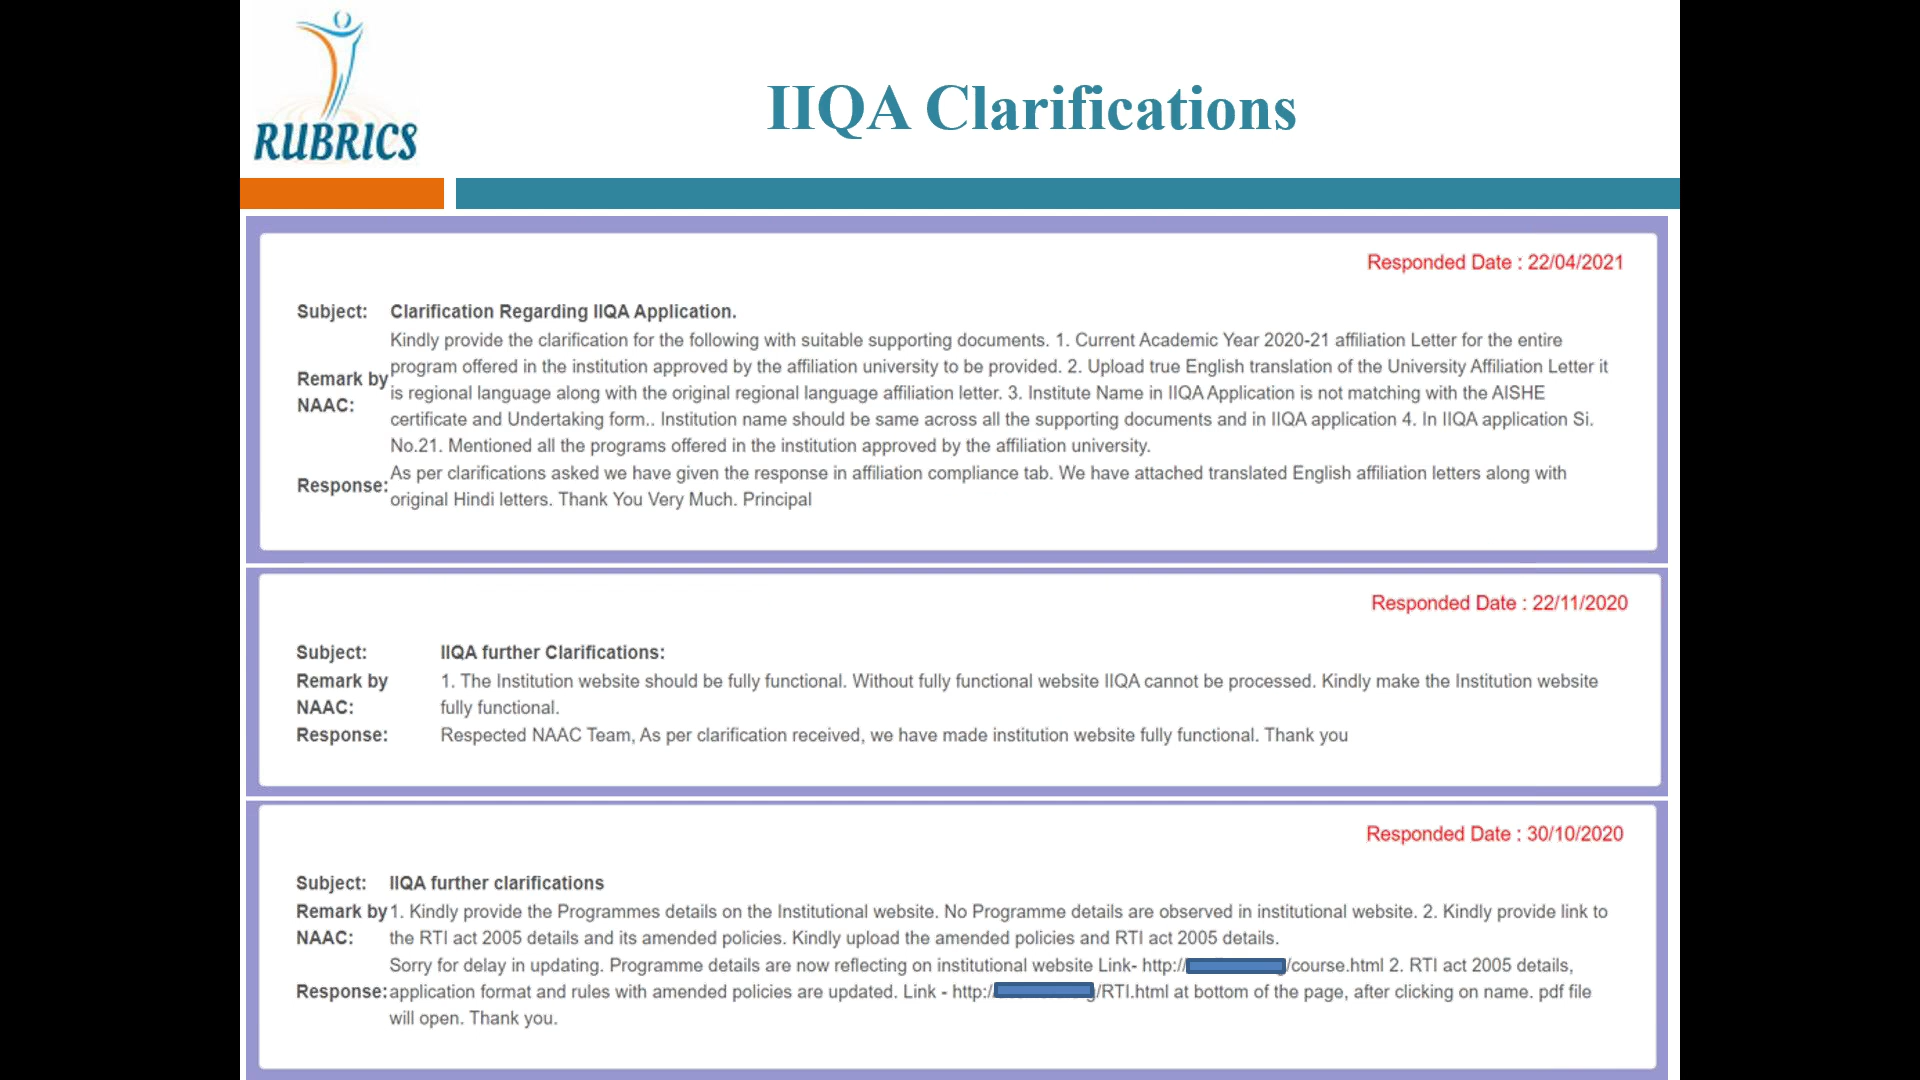 RUBRICS
IIQA Clarifications
Responded Date : 22/04/2021
Subject: Clarification Regarding IIQA Application.
Remark by NAAC:
Kindly provide the clarification for the following with suitable supporting documents. 1. Current Academic Year 2020-21 affiliation Letter for the entire
program offered in the institution approved by the affiliation university to be provided. 2. Upload true English translation of the University Affiliation Letter it
is regional language along with the original regional language affiliation letter. 3. Institute Name in IIQA Application is not matching with the AISHE
certificate and Undertaking form.. Institution name should be same across all the supporting documents and in IIQA application 4. In IIQA application Si.
No.21. Mentioned all the programs offered in the institution approved by the affiliation university.
Response:
As per clarifications asked we have given the response in affiliation compliance tab. We have attached translated English affiliation letters along with
original Hindi letters. Thank You Very Much. Principal
Responded Date : 22/11/2020
Subject: IIQA further Clarifications:
Remark by 1. The Institution website should be fully functional. Without fully functional website IIQA cannot be processed. Kindly make the Institution website
NAAC: fully functional.
Response: Respected NAAC Team, As per clarification received, we have made institution website fully functional. Thank you
Responded Date : 30/10/2020
Subject: IIQA further clarifications
Remark by 1. Kindly provide the Programmes details on the Institutional website. No Programme details are observed in institutional website. 2. Kindly provide link to
NAAC: the RTI act 2005 details and its amended policies. Kindly upload the amended policies and RTI act 2005 details.
Sorry for delay in updating. Programme details are now reflecting on institutional website Link- http:// /course.html 2. RTI act 2005 details,
Response: application format and rules with amended policies are updated. Link - http:/ /RTI.html at bottom of the page, after clicking on name. pdf file
will open. Thank you.